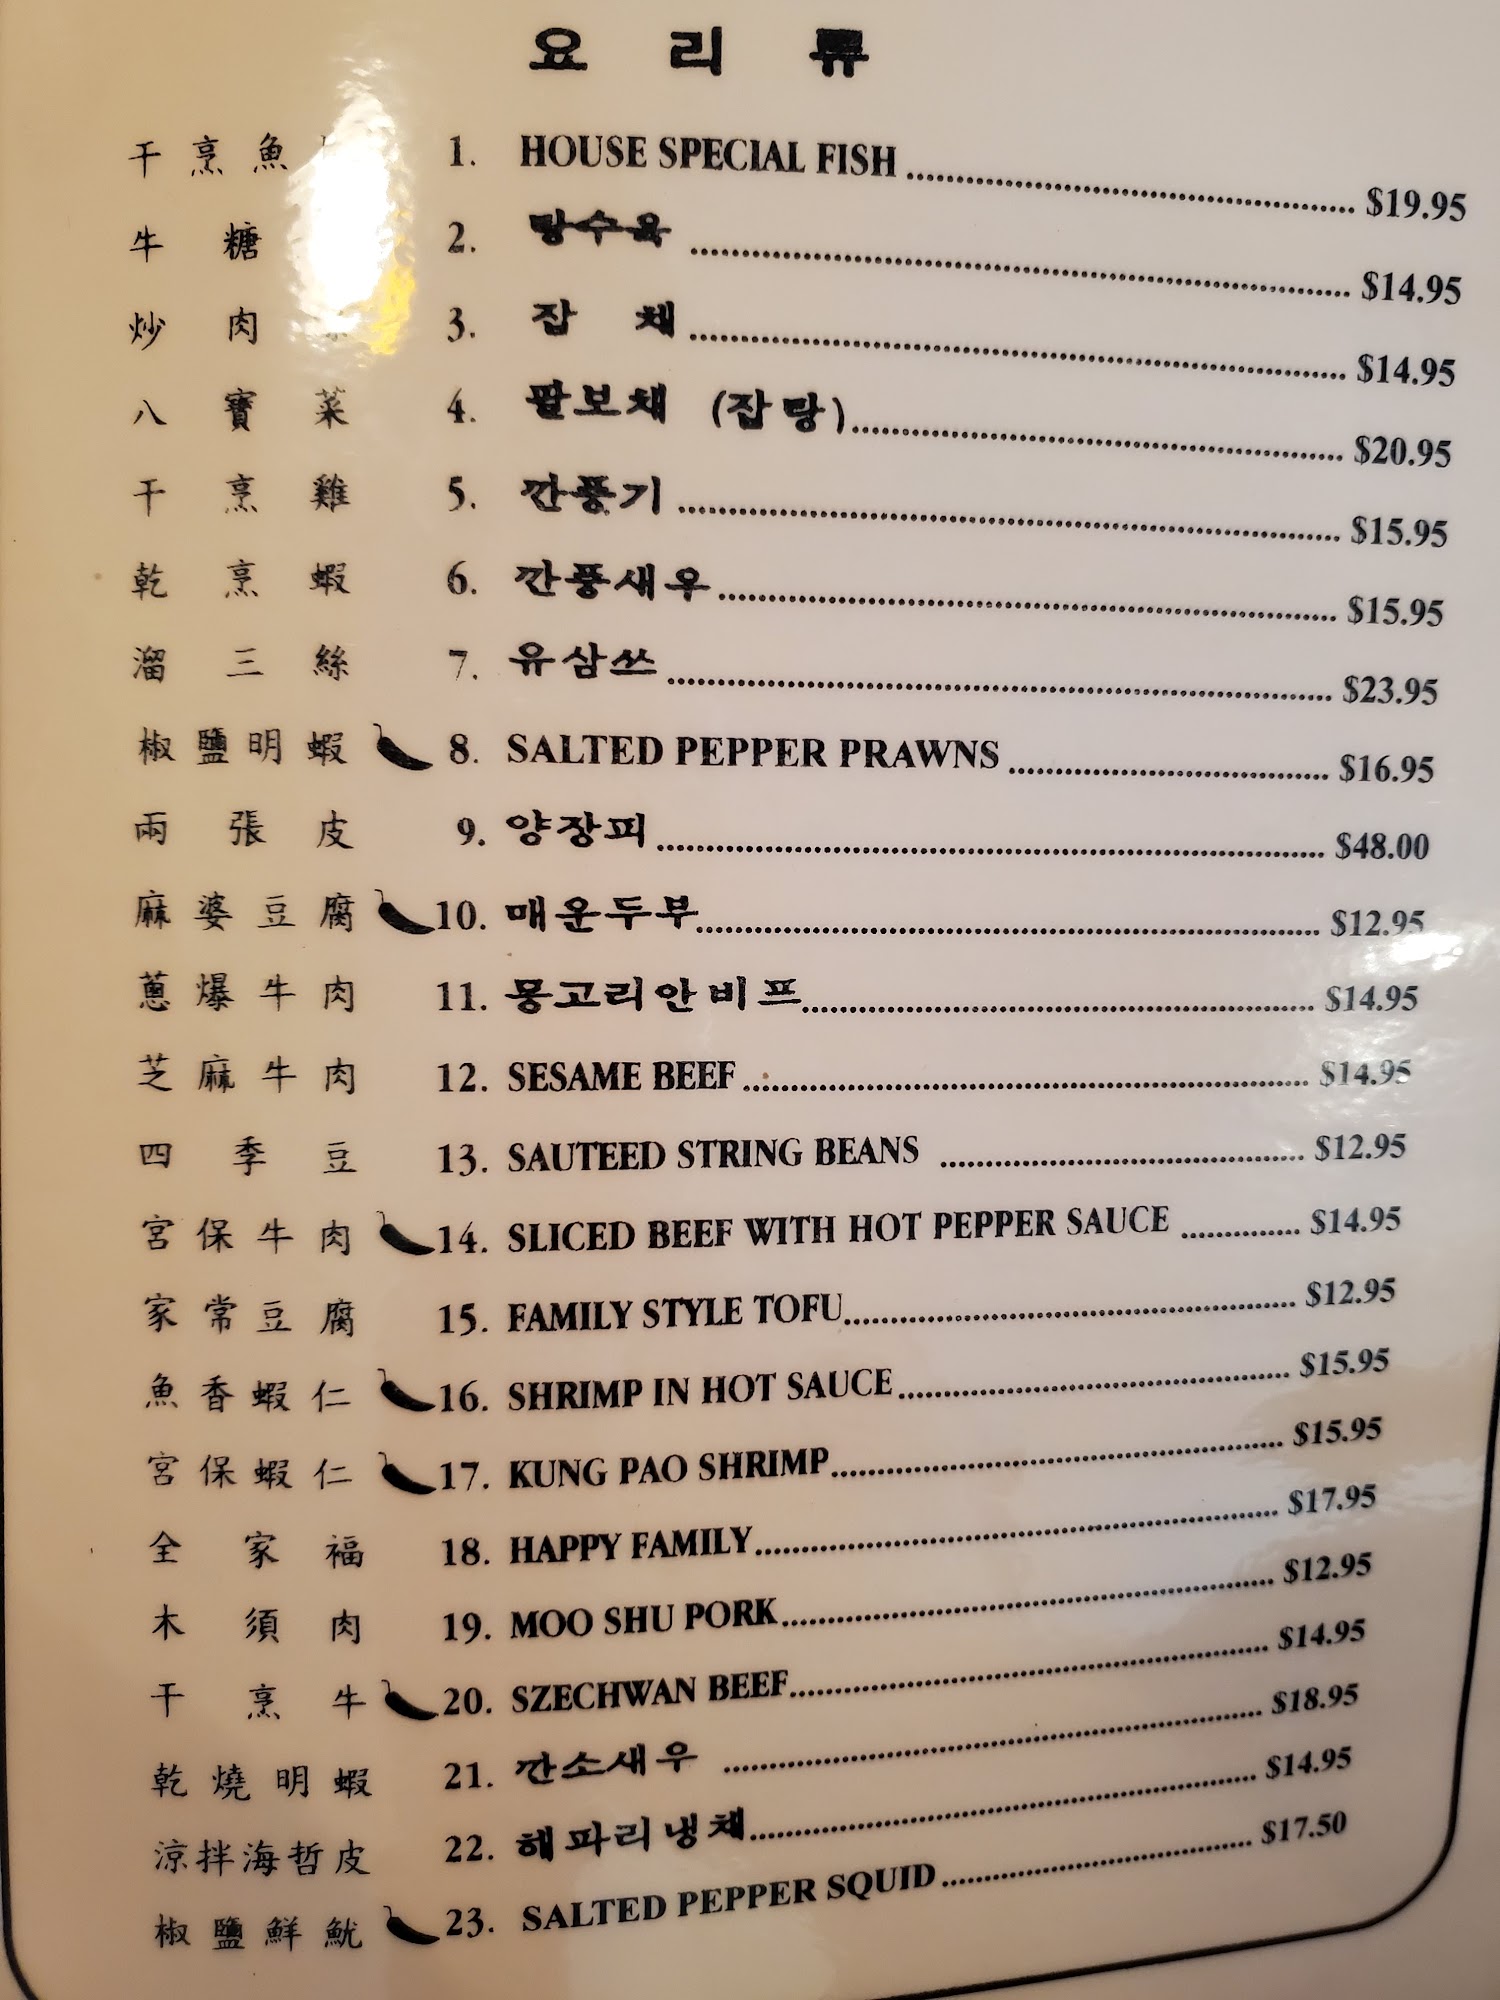 요 리 류
干烹魚 1. HOUSE SPECIAL FISH $19.95
牛糖 2. 탕수육 $14.95
炒肉 3. 잡 채 $14.95
八寶菜 4. 팔보채 (잡탕) $20.95
干烹雞 5. 깐풍기 $15.95
乾烹蝦 6. 깐풍새우 $15.95
溜三絲 7. 유삼쓰 $23.95
椒鹽明蝦 8. SALTED PEPPER PRAWNS $16.95
兩張皮 9. 양장피 $48.00
麻婆豆腐 10. 매운두부 $12.95
蔥爆牛肉 11. 몽고리안비프 $14.95
芝麻牛肉 12. SESAME BEEF $14.95
四季豆 13. SAUTEED STRING BEANS $12.95
宮保牛肉 14. SLICED BEEF WITH HOT PEPPER SAUCE $14.95
家常豆腐 15. FAMILY STYLE TOFU $12.95
魚香蝦仁 16. SHRIMP IN HOT SAUCE $15.95
宮保蝦仁 17. KUNG PAO SHRIMP $15.95
全家福 18. HAPPY FAMILY $17.95
木須肉 19. MOO SHU PORK $12.95
干烹牛 20. SZECHWAN BEEF $14.95
乾燒明蝦 21. 깐소새우 $18.95
涼拌海哲皮 22. 해파리냉채 $14.95
椒鹽鮮魷 23. SALTED PEPPER SQUID $17.50